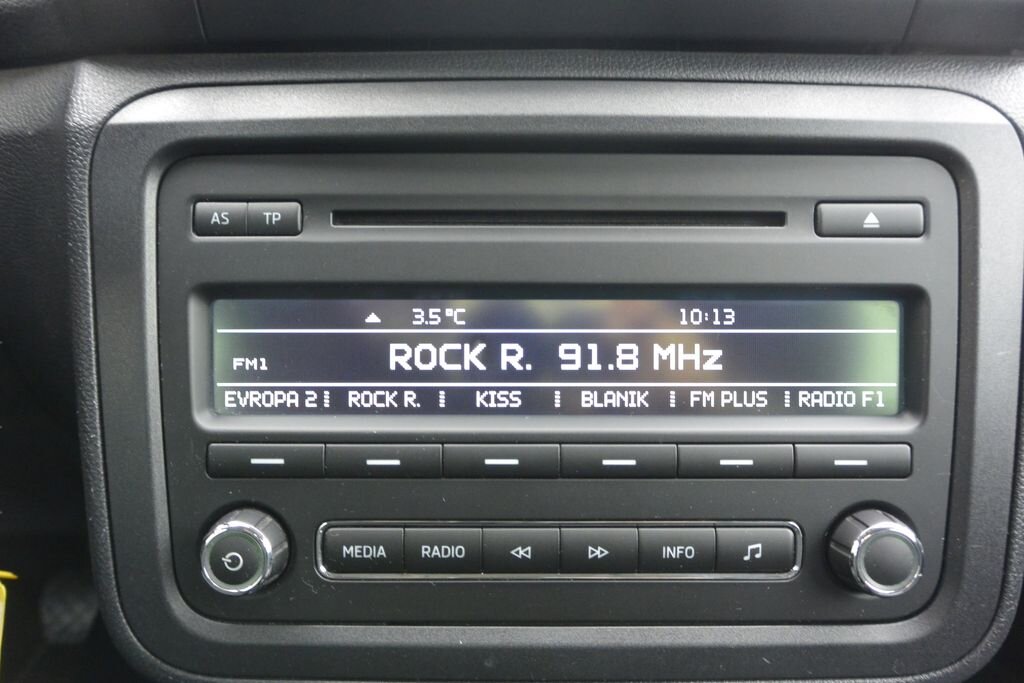 AS TP
3.5°C 10:13
FM1 ROCK R. 91.8 MHz
EVROPA 2 ROCK R. KISS BLANIK FM PLUS RADIO F1
MEDIA RADIO INFO